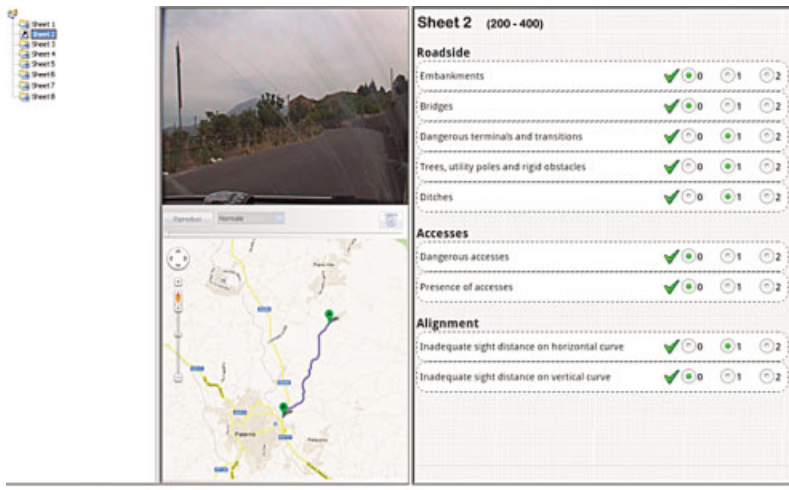 Sheet 1
Sheet 2
Sheet 3
Sheet 4
Sheet 5
Sheet 6
Sheet 7
Sheet 8
Normale
Sheet 2 (200 - 400)
Roadside
Embankments 0 1 2
Bridges 0 1 2
Dangerous terminals and transitions 0 1 2
Trees, utility poles and rigid obstacles 0 1 2
Ditches 0 1 2
Accesses
Dangerous accesses 0 1 2
Presence of accesses 0 1 2
Alignment
Inadequate sight distance on horizontal curve 0 1 2
Inadequate sight distance on vertical curve 0 1 2